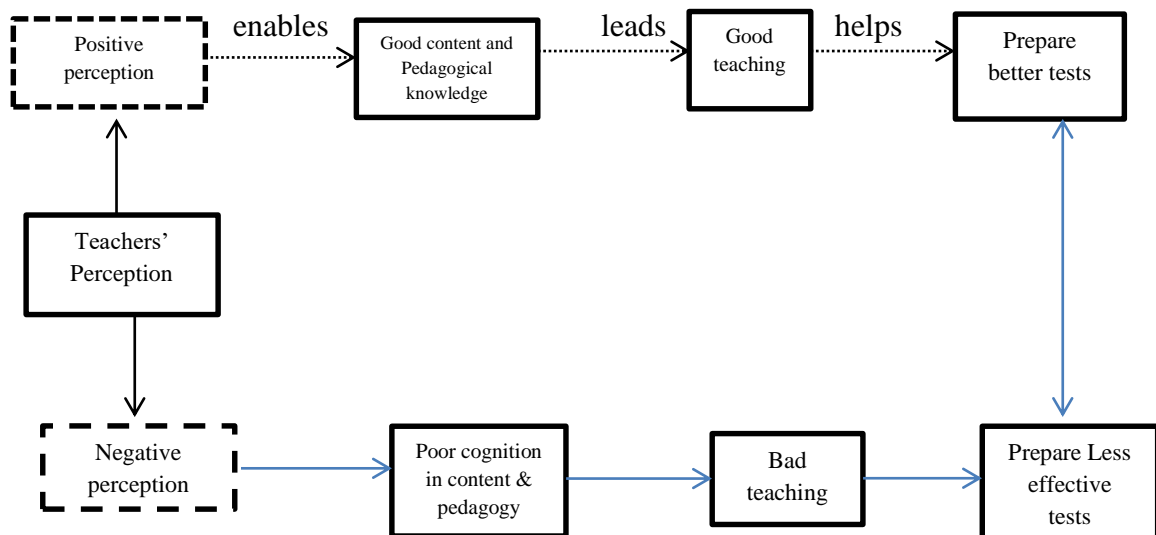 Positive
perception
enables
Good content and
Pedagogical
knowledge
leads
Good
teaching
helps
Prepare
better tests
Teachers’
Perception
Negative
perception
Poor cognition
in content &
pedagogy
Bad
teaching
Prepare Less
effective
tests